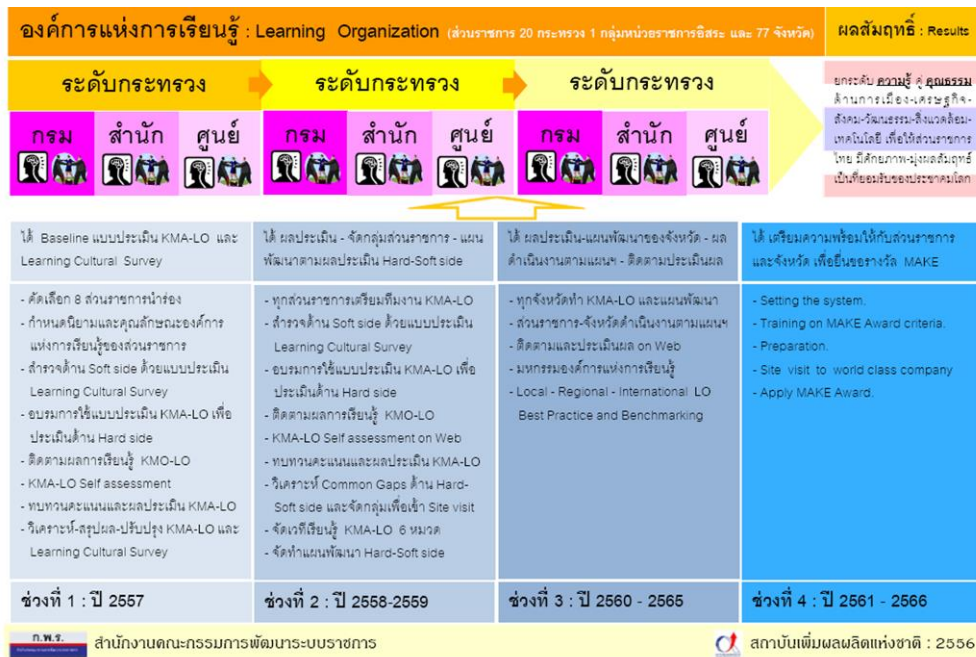 องค์การแห่งการเรียนรู้ : Learning Organization (ส่วนราชการ 20 กระทรวง 1 กลุ่มหน่วยราชการอิสระ และ 77 จังหวัด)
ผลสัมฤทธิ์ : Results
ระดับกระทรวง
ระดับกระทรวง
ระดับกระทรวง
กรม สำนัก ศูนย์
กรม สำนัก ศูนย์
กรม สำนัก ศูนย์
ยกระดับ ความรู้ คู่ คุณธรรม
ด้านการเมือง-เศรษฐกิจ-
สังคม-วัฒนธรรม-สิ่งแวดล้อม-
เทคโนโลยี เพื่อให้ส่วนราชการ
ไทย มีศักยภาพ-มุ่งผลสัมฤทธิ์
เป็นที่ยอมรับของประชาคมโลก
ได้ Baseline แบบประเมิน KMA-LO และ
Learning Cultural Survey
- คัดเลือก 8 ส่วนราชการนำร่อง
- กำหนดนิยามและคุณลักษณะองค์การ
แห่งการเรียนรู้ของส่วนราชการ
- สำรวจด้าน Soft side ด้วยแบบประเมิน
Learning Cultural Survey
- อบรมการใช้แบบประเมิน KMA-LO เพื่อ
ประเมินด้าน Hard side
- ติดตามผลการเรียนรู้ KMO-LO
- KMA-LO Self assessment
- ทบทวนคะแนนและผลประเมิน KMA-LO
- วิเคราะห์-สรุปผล-ปรับปรุง KMA-LO และ
Learning Cultural Survey
ช่วงที่ 1 : ปี 2557
ได้ ผลประเมิน - จัดกลุ่มส่วนราชการ - แผน
พัฒนาตามผลประเมิน Hard-Soft side
- ทุกส่วนราชการเตรียมทีมงาน KMA-LO
- สำรวจด้าน Soft side ด้วยแบบประเมิน
Learning Cultural Survey
- อบรมการใช้แบบประเมิน KMA-LO เพื่อ
ประเมินด้าน Hard side
- ติดตามผลการเรียนรู้ KMO-LO
- KMA-LO Self assessment on Web
- ทบทวนคะแนนและผลประเมิน KMA-LO
- วิเคราะห์ Common Gaps ด้าน Hard-
Soft side และจัดกลุ่มเพื่อเข้า Site visit
- จัดเวทีเรียนรู้ KMA-LO 6 หมวด
- จัดทำแผนพัฒนา Hard-Soft side
ช่วงที่ 2 : ปี 2558-2559
ได้ ผลประเมิน-แผนพัฒนาของจังหวัด - ผล
ดำเนินงานตามแผนฯ - ติดตามประเมินผล
- ทุกจังหวัดทำ KMA-LO และแผนพัฒนา
- ส่วนราชการ-จังหวัดดำเนินงานตามแผนฯ
- ติดตามและประเมินผล on Web
- มหกรรมองค์การแห่งการเรียนรู้
- Local - Regional - International LO
Best Practice and Benchmarking
ช่วงที่ 3 : ปี 2560 - 2565
ได้ เตรียมความพร้อมให้กับส่วนราชการ
และจังหวัด เพื่อยื่นขอรางวัล MAKE
- Setting the system.
- Training on MAKE Award criteria.
- Preparation.
- Site visit to world class company
- Apply MAKE Award.
ช่วงที่ 4 : ปี 2561 - 2566
ก.พ.ร. สำนักงานคณะกรรมการพัฒนาระบบราชการ
สถาบันเพิ่มผลผลิตแห่งชาติ : 2556